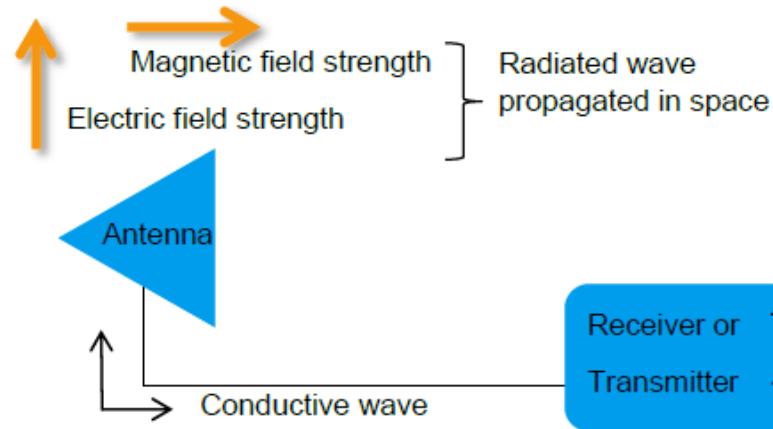 Magnetic field strength
Electric field strength
Radiated wave
propagated in space
Antenna
Receiver or
Transmitter
Conductive wave